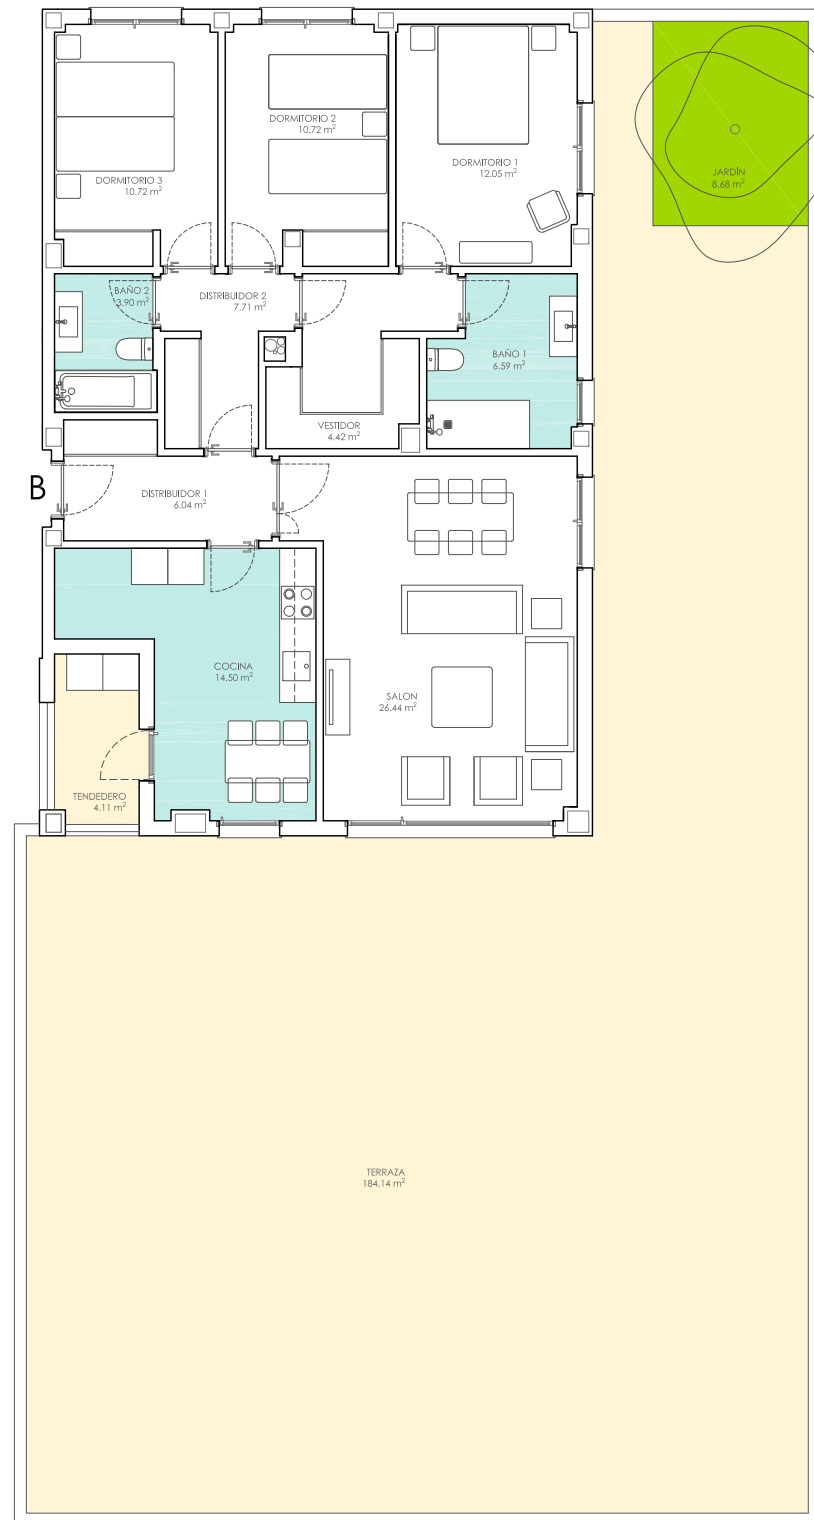 DORMITORIO 3
10.72 m²
DORMITORIO 2
10.72 m²
DORMITORIO 1
12.05 m²
JARDÍN
8.68 m²
BAÑO 2
3.90 m²
DISTRIBUIDOR 2
7.71 m²
BAÑO 1
6.59 m²
VESTIDOR
4.42 m²
B
DISTRIBUIDOR 1
6.04 m²
COCINA
14.50 m²
SALON
26.44 m²
TENDEDERO
4.11 m²
TERRAZA
184.14 m²